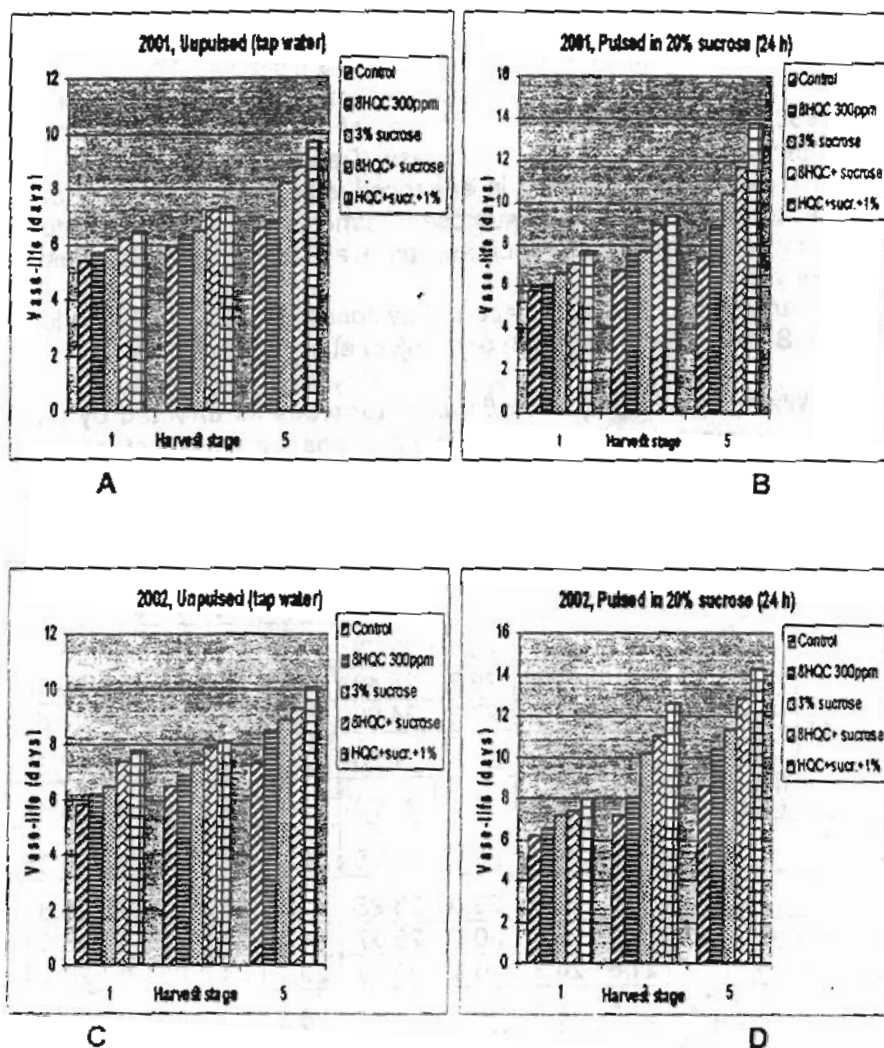 2001, Unpulsed (tap water)
Vase-life (days)
12
10
8
6
4
2
0
1
3
5
Harvest stage
Control
8HQC 300ppm
3% sucrose
8HQC+ sucrose
HQC+sucr.+1%
A
2001, Pulsed in 20% sucrose (24 h)
Vase-life (days)
18
16
14
12
10
8
6
4
2
0
1
3
5
Harvest stage
Control
8HQC 300ppm
3% sucrose
8HQC+ sucrose
HQC+sucr.+1%
B
2002, Unpulsed (tap water)
Vase-life (days)
12
10
8
6
4
2
0
1
3
5
Harvest stage
Control
8HQC 300ppm
3% sucrose
8HQC+ sucrose
HQC+sucr.+1%
C
2002, Pulsed in 20% sucrose (24 h)
Vase-life (days)
16
14
12
10
8
6
4
2
0
1
3
5
Harvest stage
Control
8HQC 300ppm
3% sucrose
8HQC+ sucrose
HQC+sucr.+1%
D